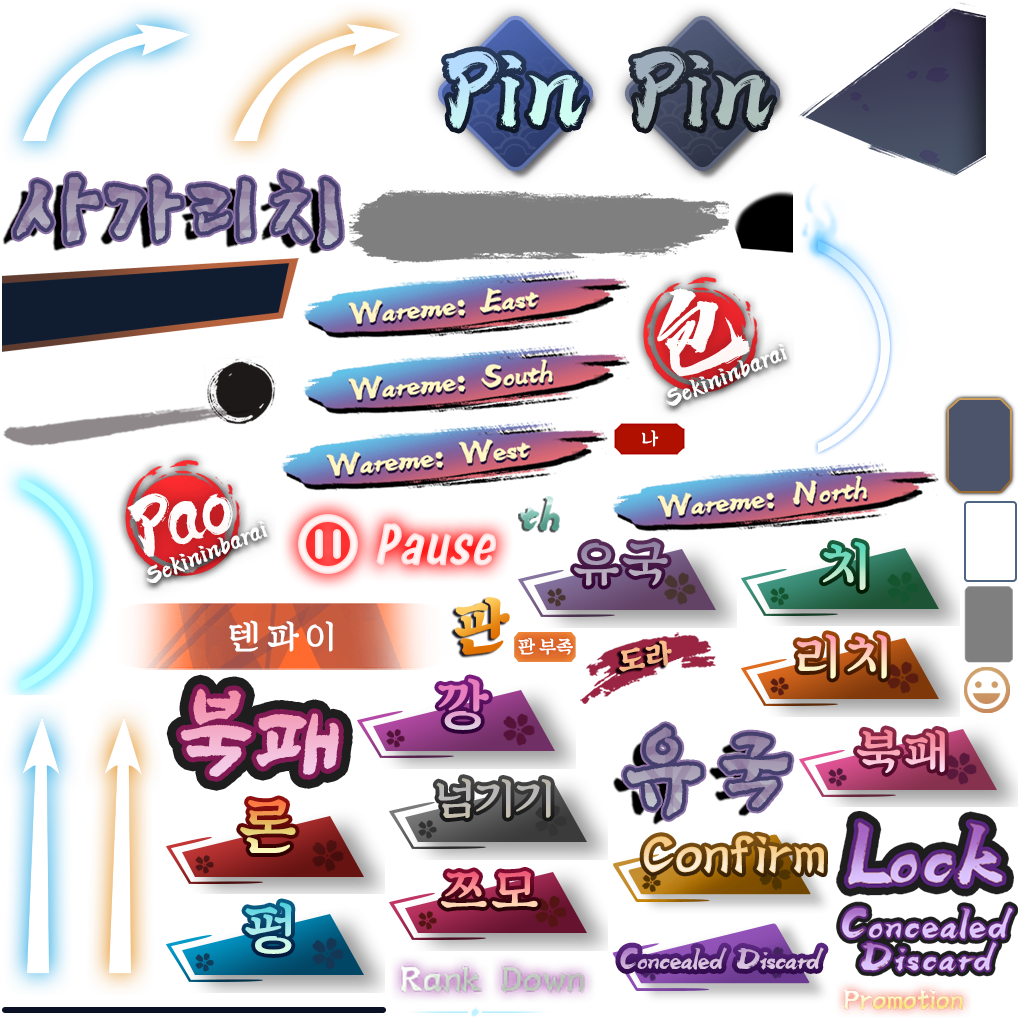 Pin
Pin
사가리치
Wareme: East
包
Sekininbarai
Wareme: South
나
Wareme: West
Wareme: North
Pao
Sekininbarai
Pause
th
유국
치
텐파이
판
판 부족
도라
리치
북패
깡
유국
북패
론
넘기기
Confirm
Lock
쯔모
펑
Concealed Discard
Concealed
Discard
Rank Down
Promotion